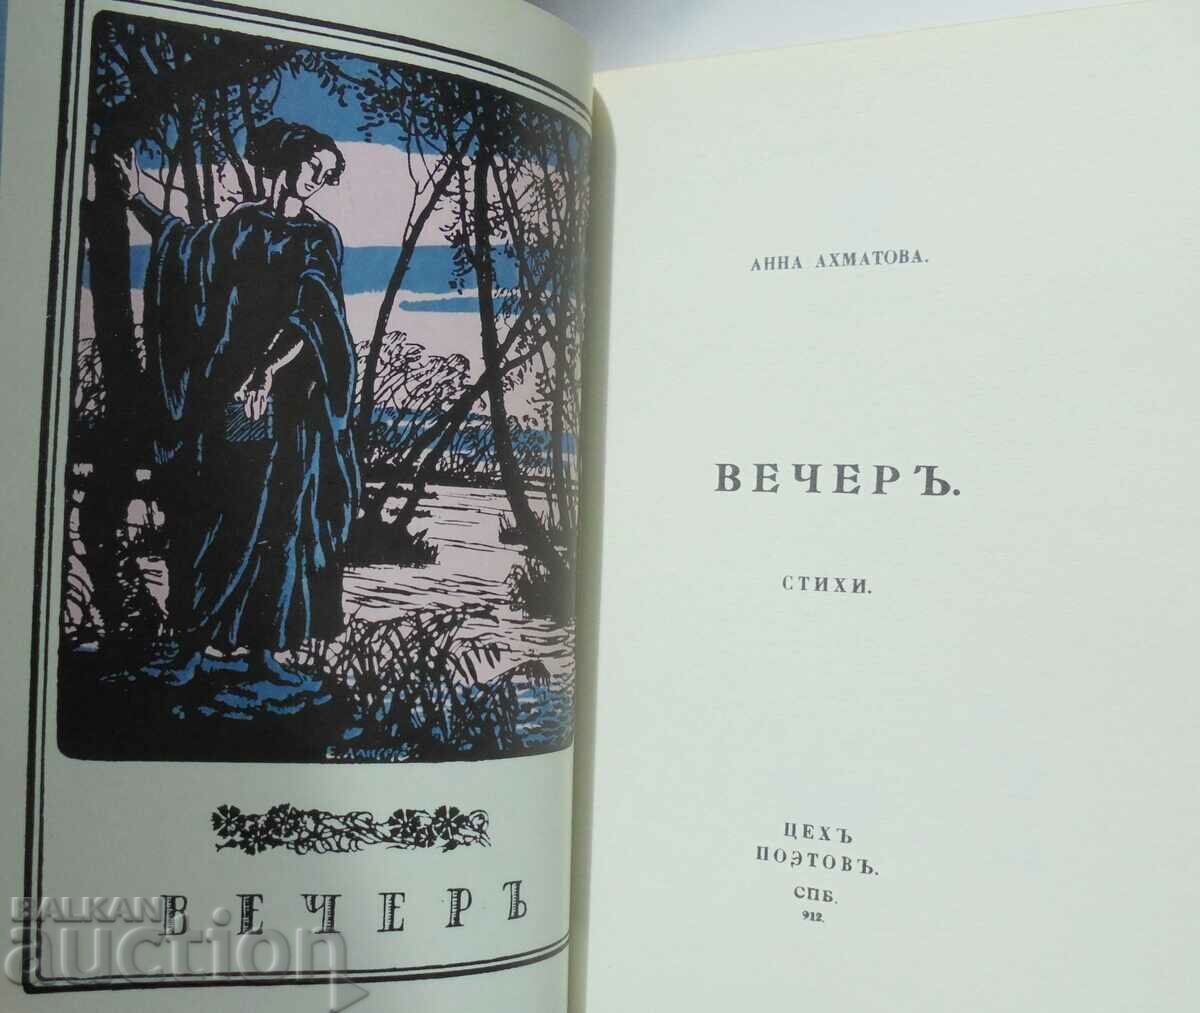 Е. Лансере
ВЕЧЕРЪ
BALKAN
auction
АННА АХМАТОВА.
ВЕЧЕРЪ.
СТИХИ.
ЦЕХЪ
ПОЭТОВЪ.
СПБ.
912.